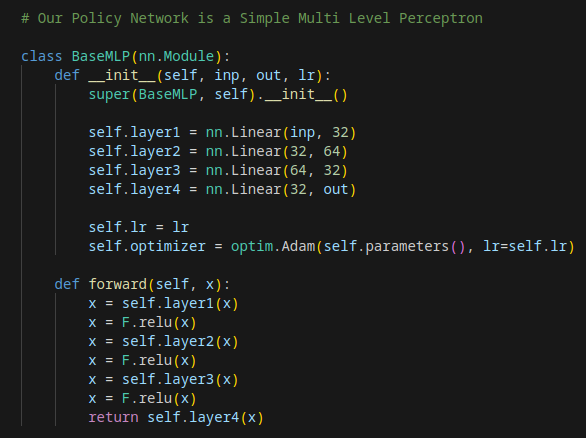 # Our Policy Network is a Simple Multi Level Perceptron
class BaseMLP(nn.Module):
    def __init__(self, inp, out, lr):
        super(BaseMLP, self).__init__()
        self.layer1 = nn.Linear(inp, 32)
        self.layer2 = nn.Linear(32, 64)
        self.layer3 = nn.Linear(64, 32)
        self.layer4 = nn.Linear(32, out)
        self.lr = lr
        self.optimizer = optim.Adam(self.parameters(), lr=self.lr)
    def forward(self, x):
        x = self.layer1(x)
        x = F.relu(x)
        x = self.layer2(x)
        x = F.relu(x)
        x = self.layer3(x)
        x = F.relu(x)
        return self.layer4(x)